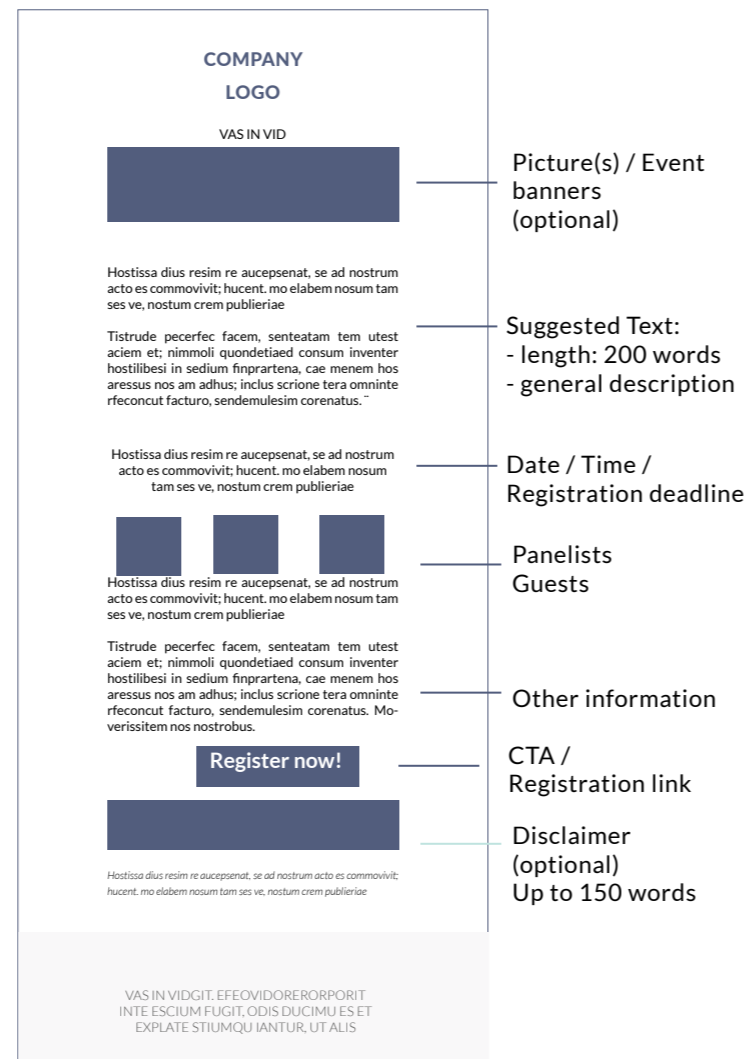 COMPANY
LOGO
VAS IN VID
Picture(s) / Event
banners
(optional)
Hostissa dius resim re aucepsenat, se ad nostrum
acto es commovivit; hucent. mo elabem nosum tam
ses ve, nostum crem publieriae
Tistrude pecerfec facem, senteatam tem utest
aciem et; nimmoli quondetiaed consum inventer
hostilibesi in sedium finprartena, cae menem hos
aressus nos am adhus; inclus scrione tera omninte
rfeconcut facturo, sendemulesim corenatus. ˜
Suggested Text:
- length: 200 words
- general description
Hostissa dius resim re aucepsenat, se ad nostrum
acto es commovivit; hucent. mo elabem nosum
tam ses ve, nostum crem publieriae
Date / Time /
Registration deadline
Panelists
Guests
Hostissa dius resim re aucepsenat, se ad nostrum
acto es commovivit; hucent. mo elabem nosum tam
ses ve, nostum crem publieriae
Tistrude pecerfec facem, senteatam tem utest
aciem et; nimmoli quondetiaed consum inventer
hostilibesi in sedium finprartena, cae menem hos
aressus nos am adhus; inclus scrione tera omninte
rfeconcut facturo, sendemulesim corenatus. Mo-
verissitem nos nostrobus.
Other information
Register now!
CTA /
Registration link
Disclaimer
(optional)
Up to 150 words
Hostissa dius resim re aucepsenat, se ad nostrum acto es commovivit;
hucent. mo elabem nosum tam ses ve, nostum crem publieriae
VAS IN VIDGIT. EFEOVIDORERORPORIT
INTE ESCIUM FUGIT, ODIS DUCIMU ES ET
EXPLATE STIUMQU IANTUR, UT ALIS